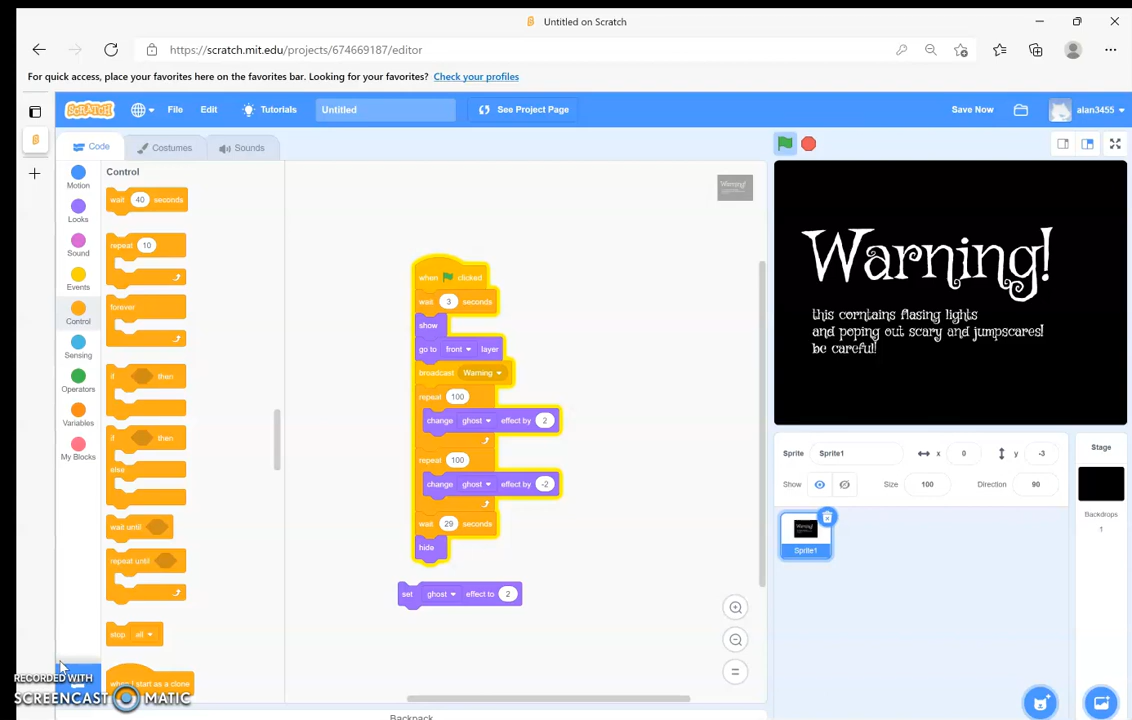 Untitled on Scratch
https://scratch.mit.edu/projects/674669187/editor
For quick access, place your favorites here on the favorites bar. Looking for your favorites? Check your profiles
SCRATCH
File
Edit
Tutorials
Untitled
See Project Page
Save Now
alan3455
Code
Costumes
Sounds
Motion
Looks
Sound
Events
Control
Sensing
Operators
Variables
My Blocks
Control
wait 40 seconds
repeat 10
forever
if then
if then
else
wait until
repeat until
stop all
when I start as a clone
Warning!
when clicked
wait 3 seconds
show
go to front layer
broadcast Warning
repeat 100
change ghost effect by 2
repeat 100
change ghost effect by -2
wait 29 seconds
hide
set ghost effect to 2
Warning!
this corntains flasing lights
and poping out scary and jumpscares!
be careful!
Sprite Sprite1 x 0 y -3
Show Size 100 Direction 90
Sprite1
Stage
Backdrops
1
Backpack
RECORDED WITH
SCREENCAST MATIC